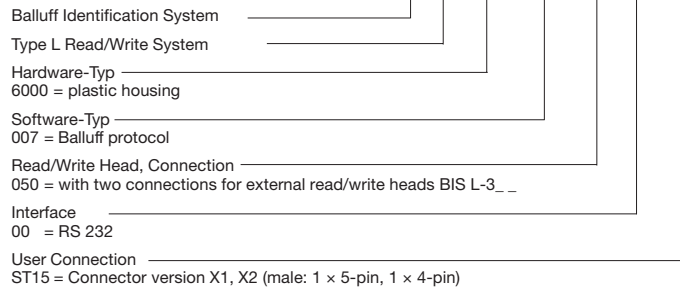 Balluff Identification System
Type L Read/Write System
Hardware-Typ
6000 = plastic housing
Software-Typ
007 = Balluff protocol
Read/Write Head, Connection
050 = with two connections for external read/write heads BIS L-3_ _
Interface
00 = RS 232
User Connection
ST15 = Connector version X1, X2 (male: 1 × 5-pin, 1 × 4-pin)